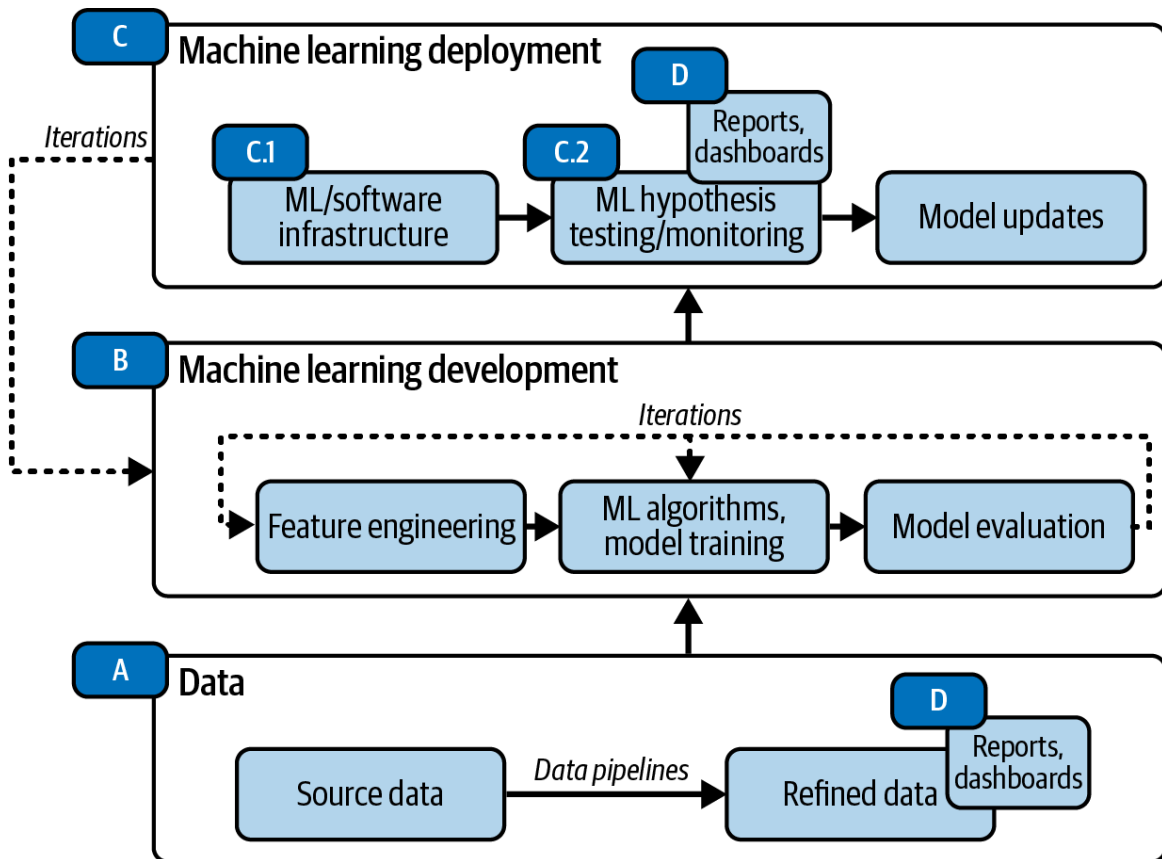 C
Machine learning deployment
D
Iterations
Reports,
dashboards
C.1
C.2
ML/software
infrastructure
ML hypothesis
testing/monitoring
Model updates
B
Machine learning development
Iterations
Feature engineering
ML algorithms,
model training
Model evaluation
A
Data
D
Reports,
dashboards
Source data
Data pipelines
Refined data